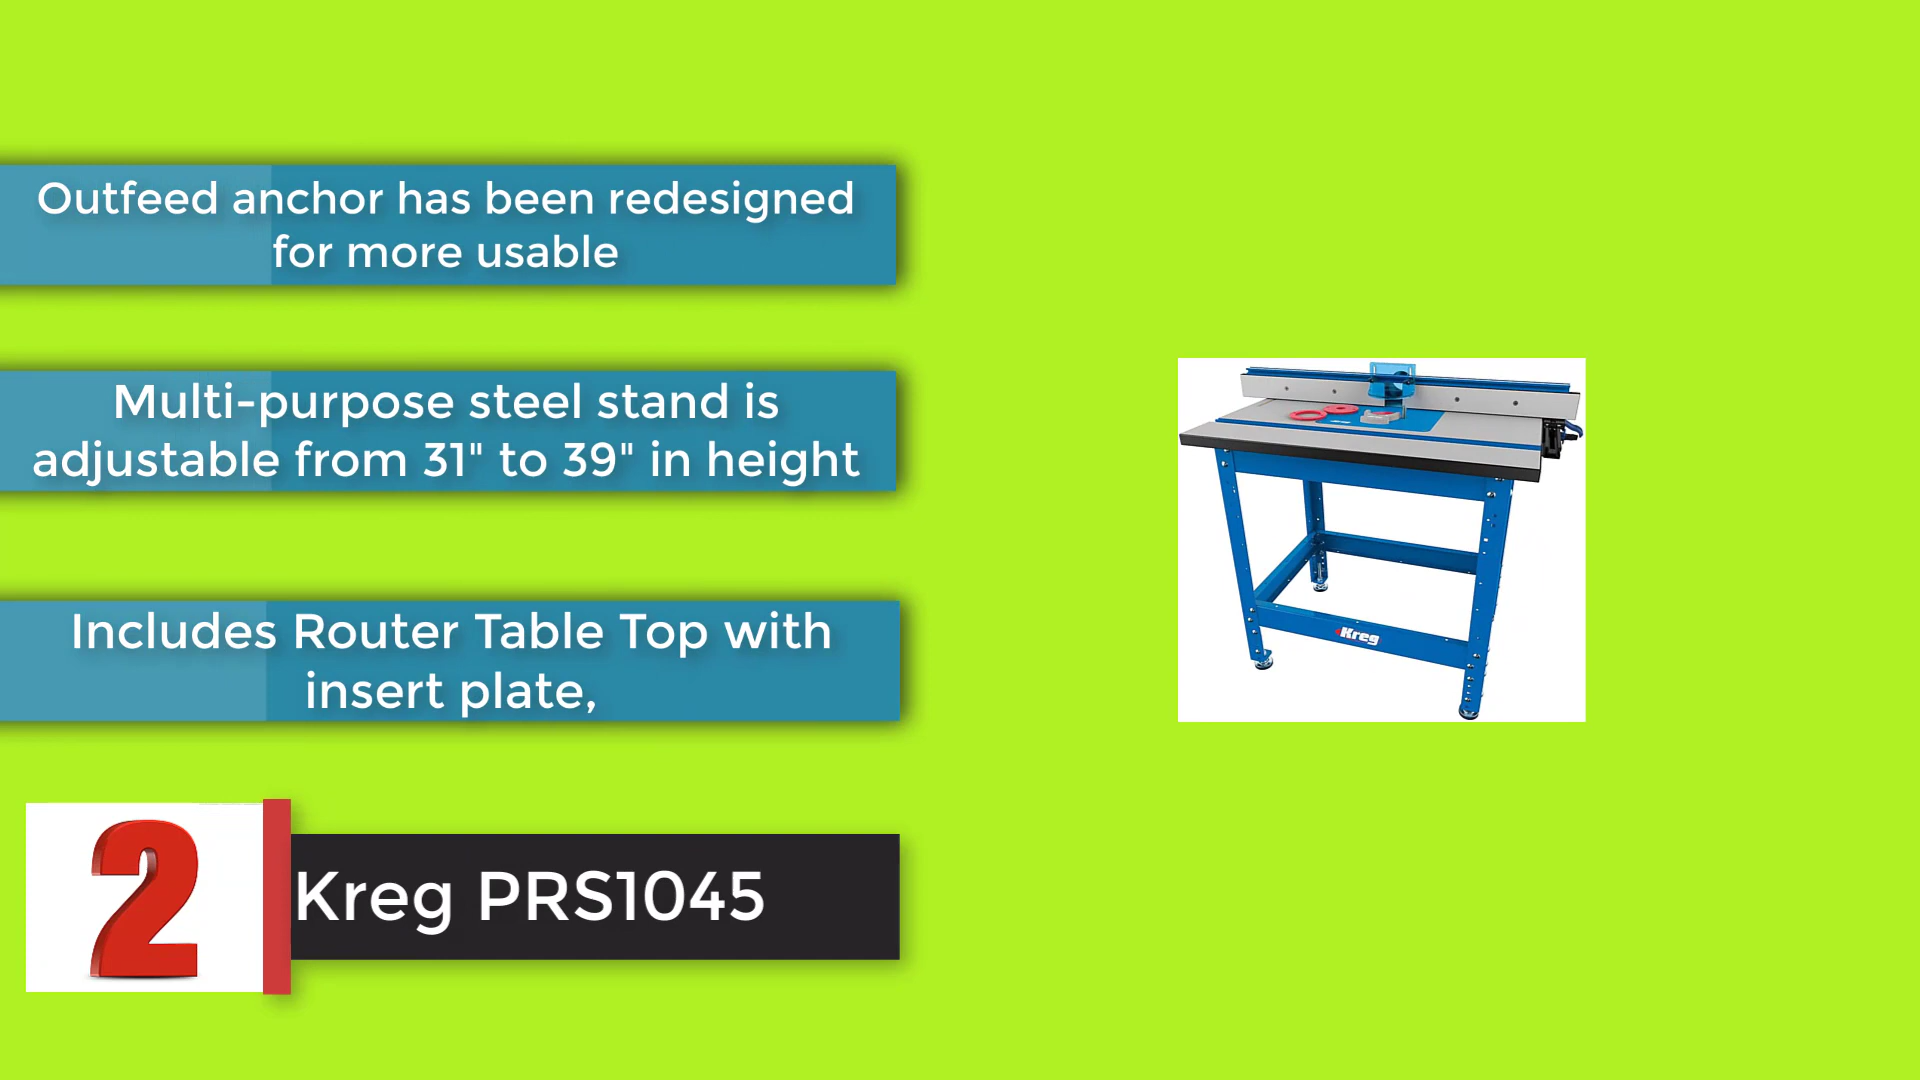 Outfeed anchor has been redesigned
for more usable
Multi-purpose steel stand is
adjustable from 31" to 39" in height
Includes Router Table Top with
insert plate,
2
Kreg PRS1045
Kreg